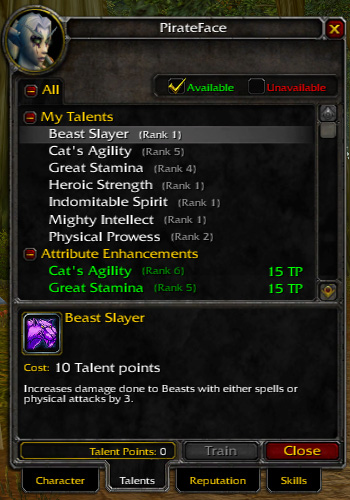 PirateFace
All
Available
Unavailable
My Talents
Beast Slayer (Rank 1)
Cat's Agility (Rank 5)
Great Stamina (Rank 4)
Heroic Strength (Rank 1)
Indomitable Spirit (Rank 1)
Mighty Intellect (Rank 1)
Physical Prowess (Rank 2)
Attribute Enhancements
Cat's Agility (Rank 6) 15 TP
Great Stamina (Rank 5) 15 TP
Beast Slayer
Cost: 10 Talent points
Increases damage done to Beasts with either spells or
physical attacks by 3.
Talent Points: 0
Train
Close
Character
Talents
Reputation
Skills